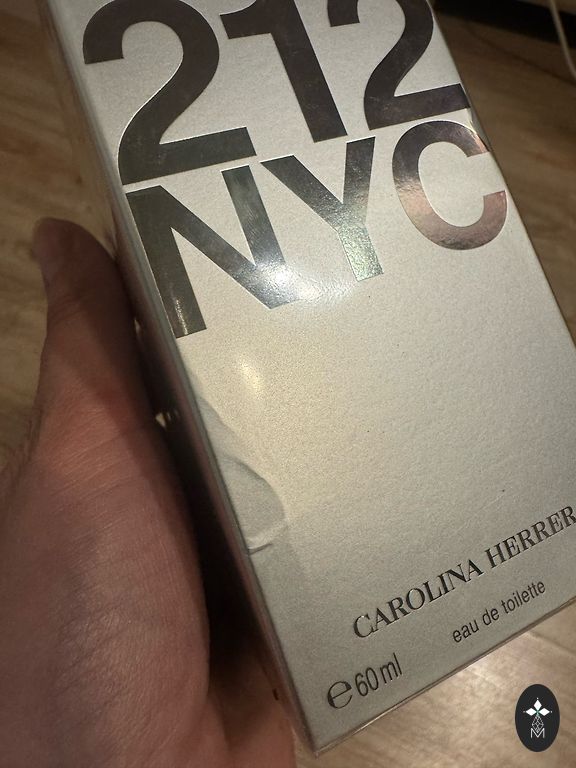 212
NYC
CAROLINA HERRER
eau de toilette
℮60ml
M